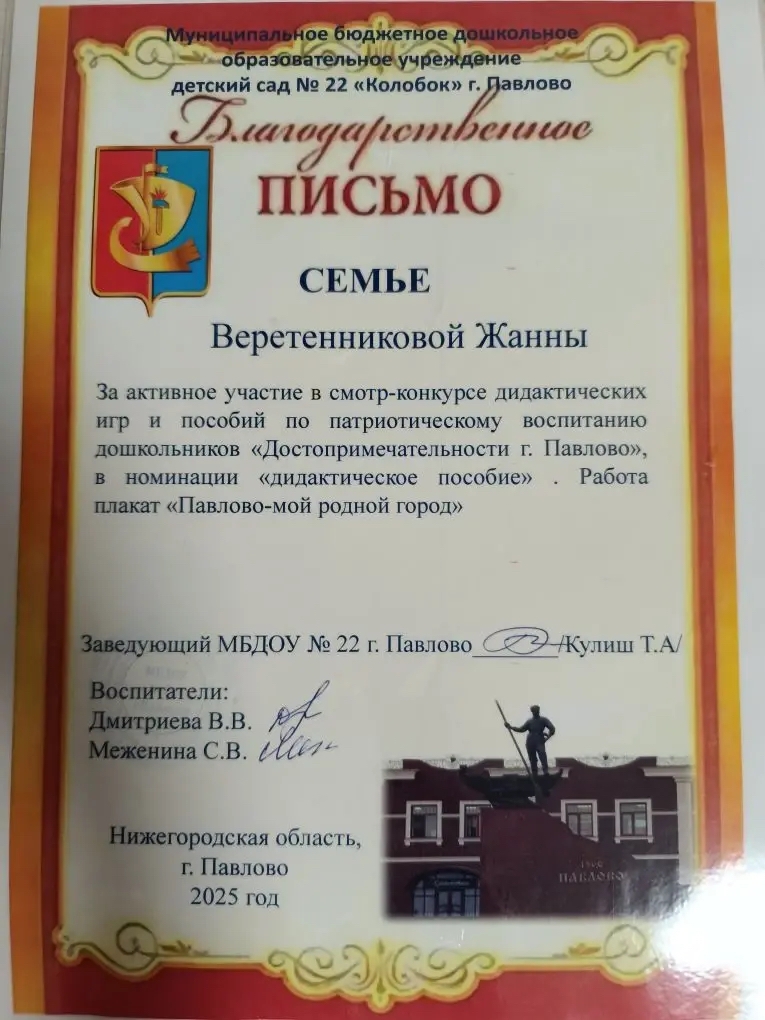 Муниципальное бюджетное дошкольное
образовательное учреждение
детский сад № 22 «Колобок» г. Павлово
Благодарственное
ПИСЬМО
СЕМЬЕ
Веретенниковой Жанны
За активное участие в смотр-конкурсе дидактических
игр и пособий по патриотическому воспитанию
дошкольников «Достопримечательности г. Павлово»,
в номинации «дидактическое пособие» . Работа
плакат «Павлово-мой родной город»
Заведующий МБДОУ № 22 г. Павлово_______/Кулиш Т.А/
Воспитатели:
Дмитриева В.В.
Меженина С.В.
Нижегородская область,
г. Павлово
2025 год
ПАВЛОВО